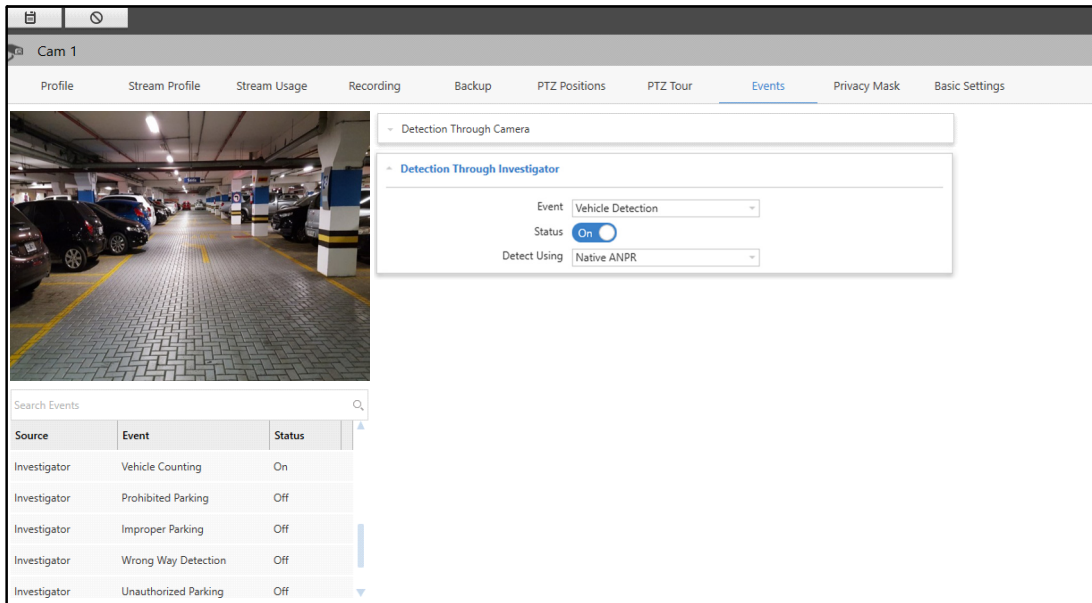 Cam 1
Profile Stream Profile Stream Usage Recording Backup PTZ Positions PTZ Tour Events Privacy Mask Basic Settings
Detection Through Camera
Detection Through Investigator
Event Vehicle Detection
Status On
Detect Using Native ANPR
Search Events
Source Event Status
Investigator Vehicle Counting On
Investigator Prohibited Parking Off
Investigator Improper Parking Off
Investigator Wrong Way Detection Off
Investigator Unauthorized Parking Off